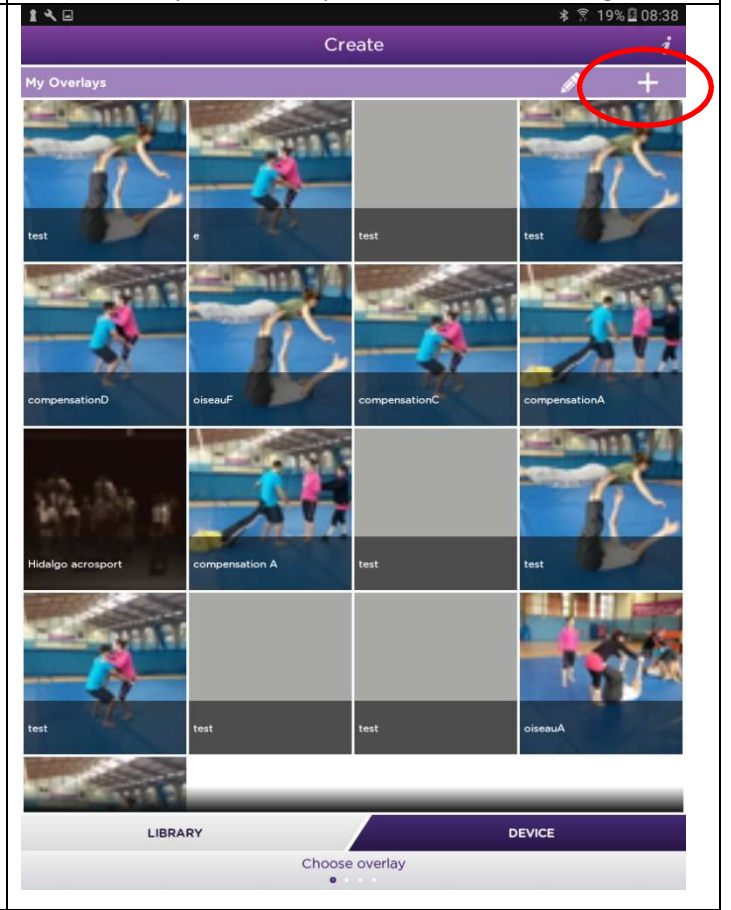 19% 08:38
Create i
My Overlays +
test e test test
compensationD oiseauF compensationC compensationA
Hidalgo acrosport compensation A test test
test test test oiseauA
LIBRARY DEVICE
Choose overlay